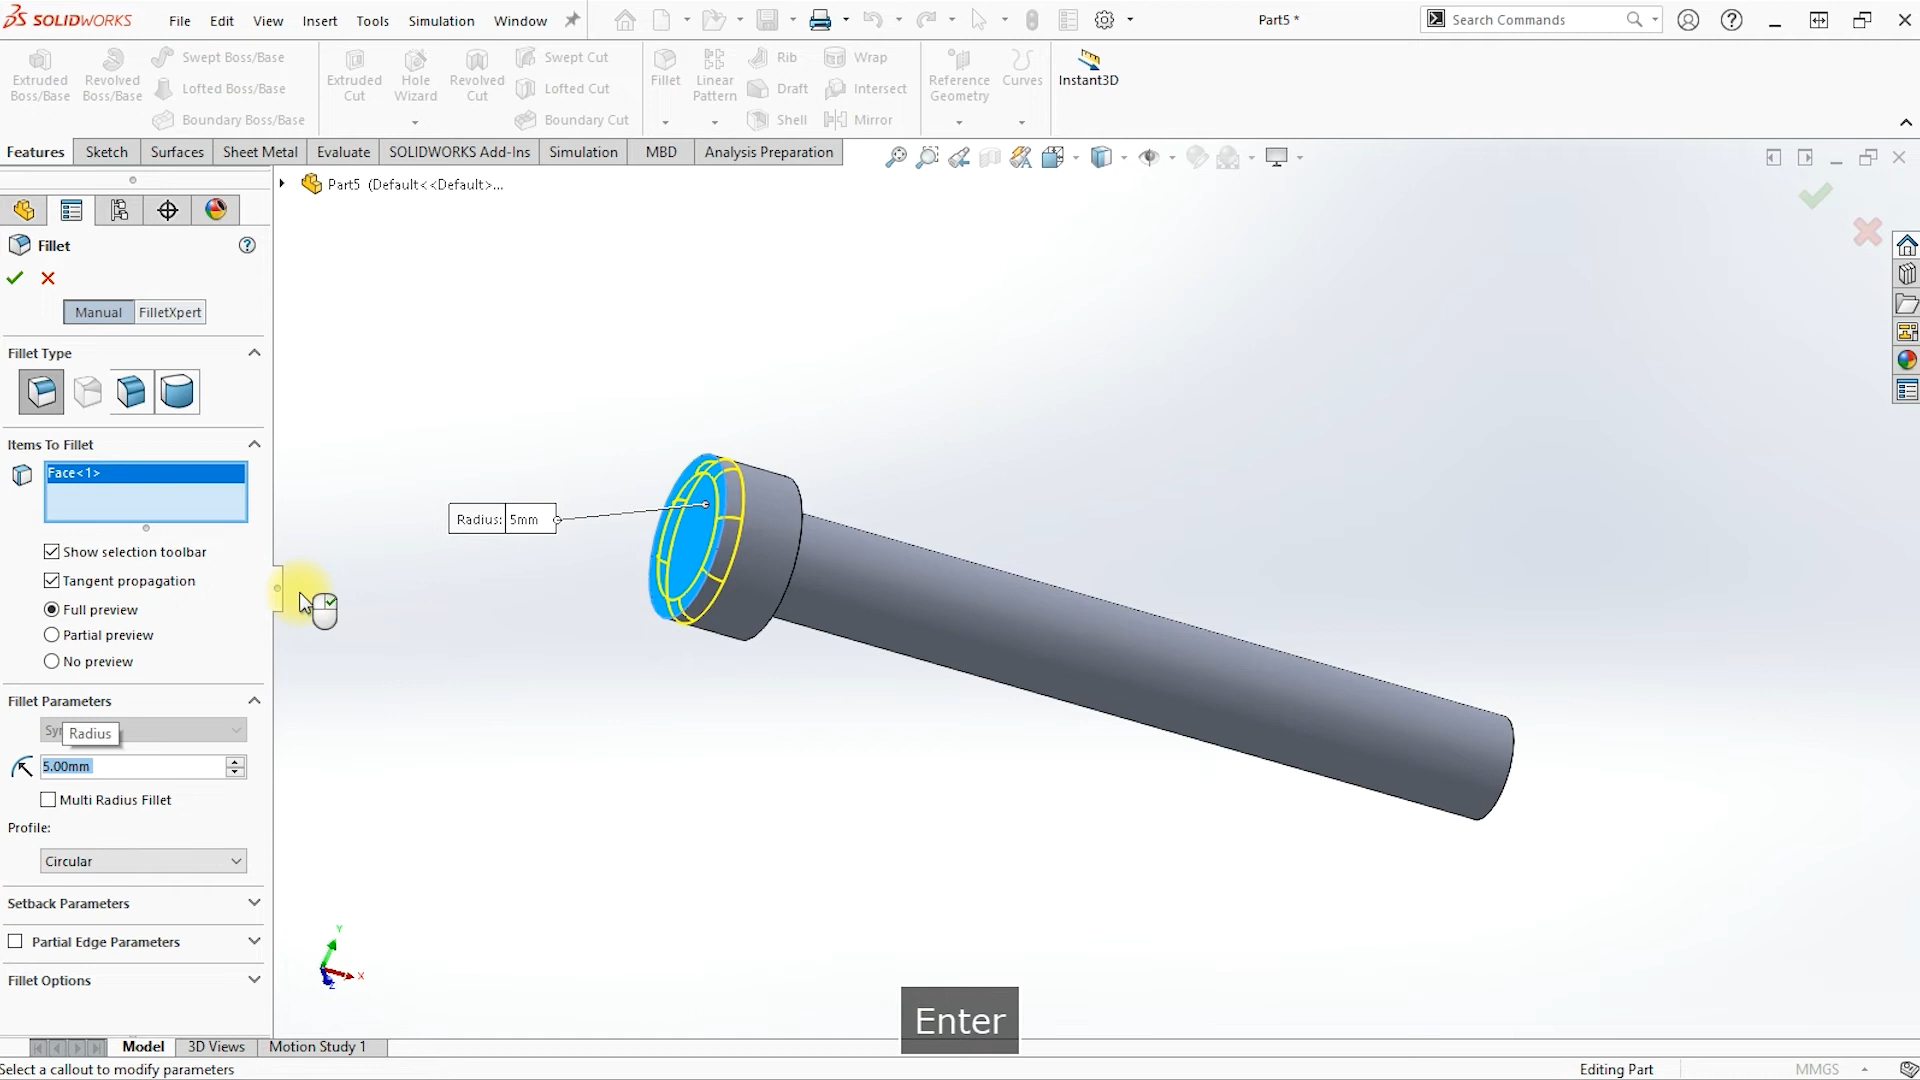 SOLIDWORKS File Edit View Insert Tools Simulation Window Part5 * Search Commands
Extruded Boss/Base
Revolved Boss/Base
Swept Boss/Base
Lofted Boss/Base
Boundary Boss/Base
Extruded Cut
Hole Wizard
Revolved Cut
Swept Cut
Lofted Cut
Boundary Cut
Fillet
Linear Pattern
Rib
Draft
Shell
Wrap
Intersect
Mirror
Reference Geometry
Curves
Instant3D
Features Sketch Surfaces Sheet Metal Evaluate SOLIDWORKS Add-Ins Simulation MBD Analysis Preparation
Part5 (Default<<Default>...
Fillet
Manual FilletXpert
Fillet Type
Items To Fillet
Face<1>
Show selection toolbar
Tangent propagation
Full preview
Partial preview
No preview
Fillet Parameters
Radius
5.00mm
Multi Radius Fillet
Profile:
Circular
Setback Parameters
Partial Edge Parameters
Fillet Options
Radius: 5mm
Y
X
Z
Enter
Model 3D Views Motion Study 1
Select a callout to modify parameters Editing Part MMGS